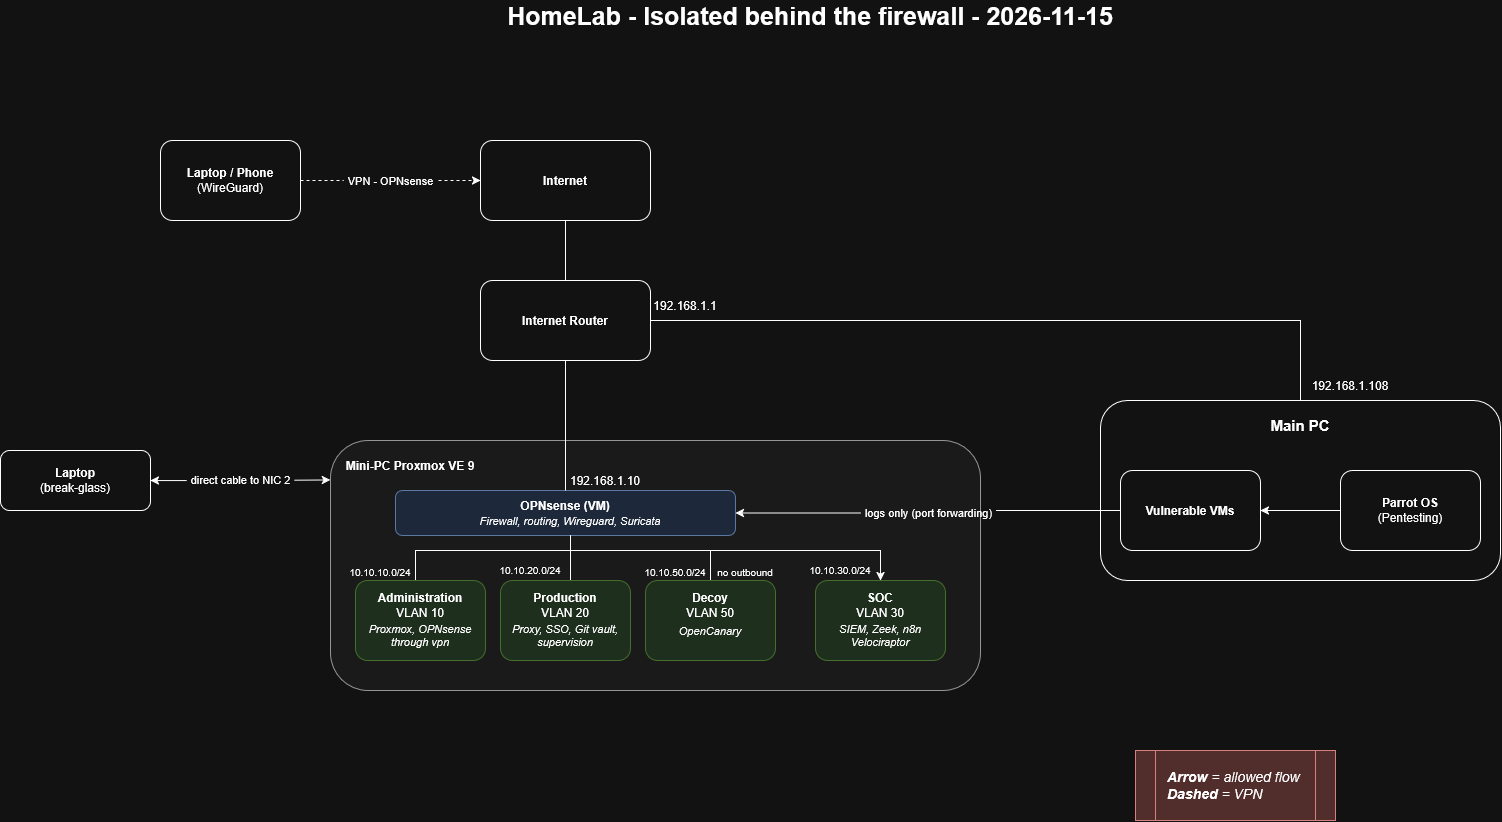 HomeLab - Isolated behind the firewall - 2026-11-15
Laptop / Phone
(WireGuard)
VPN - OPNsense
Internet
Internet Router
192.168.1.1
192.168.1.108
Main PC
Laptop
(break-glass)
direct cable to NIC 2
Mini-PC Proxmox VE 9
192.168.1.10
OPNsense (VM)
Firewall, routing, Wireguard, Suricata
logs only (port forwarding)
Vulnerable VMs
Parrot OS
(Pentesting)
10.10.10.0/24
Administration
VLAN 10
Proxmox, OPNsense
through vpn
10.10.20.0/24
Production
VLAN 20
Proxy, SSO, Git vault,
supervision
10.10.50.0/24
no outbound
Decoy
VLAN 50
OpenCanary
10.10.30.0/24
SOC
VLAN 30
SIEM, Zeek, n8n
Velociraptor
Arrow = allowed flow
Dashed = VPN